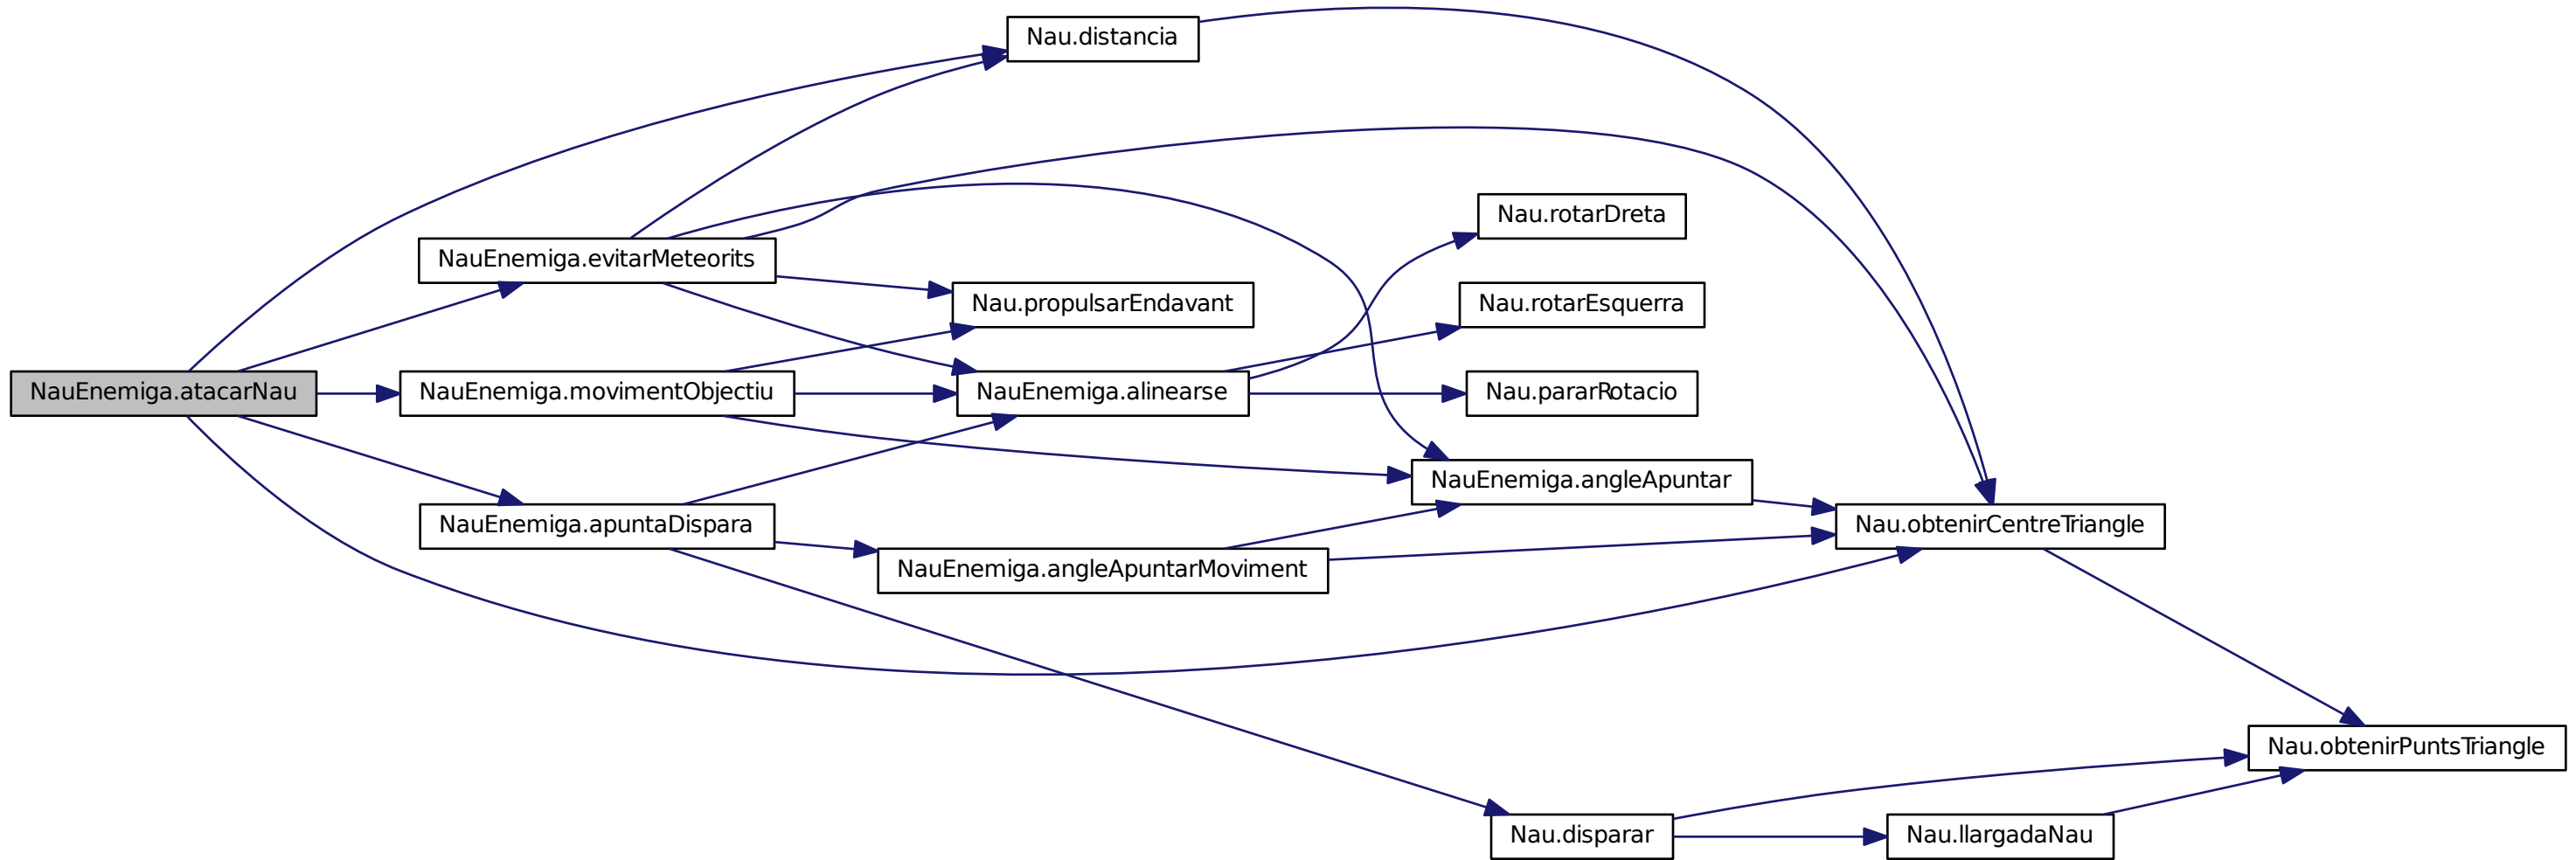 Nau.distancia
Nau.rotarDreta
NauEnemiga.evitarMeteorits
Nau.propulsarEndavant
Nau.rotarEsquerra
NauEnemiga.atacarNau
NauEnemiga.movimentObjectiu
NauEnemiga.alinearse
Nau.pararRotacio
NauEnemiga.angleApuntar
NauEnemiga.apuntaDispara
Nau.obtenirCentreTriangle
NauEnemiga.angleApuntarMoviment
Nau.obtenirPuntsTriangle
Nau.disparar
Nau.llargadaNau